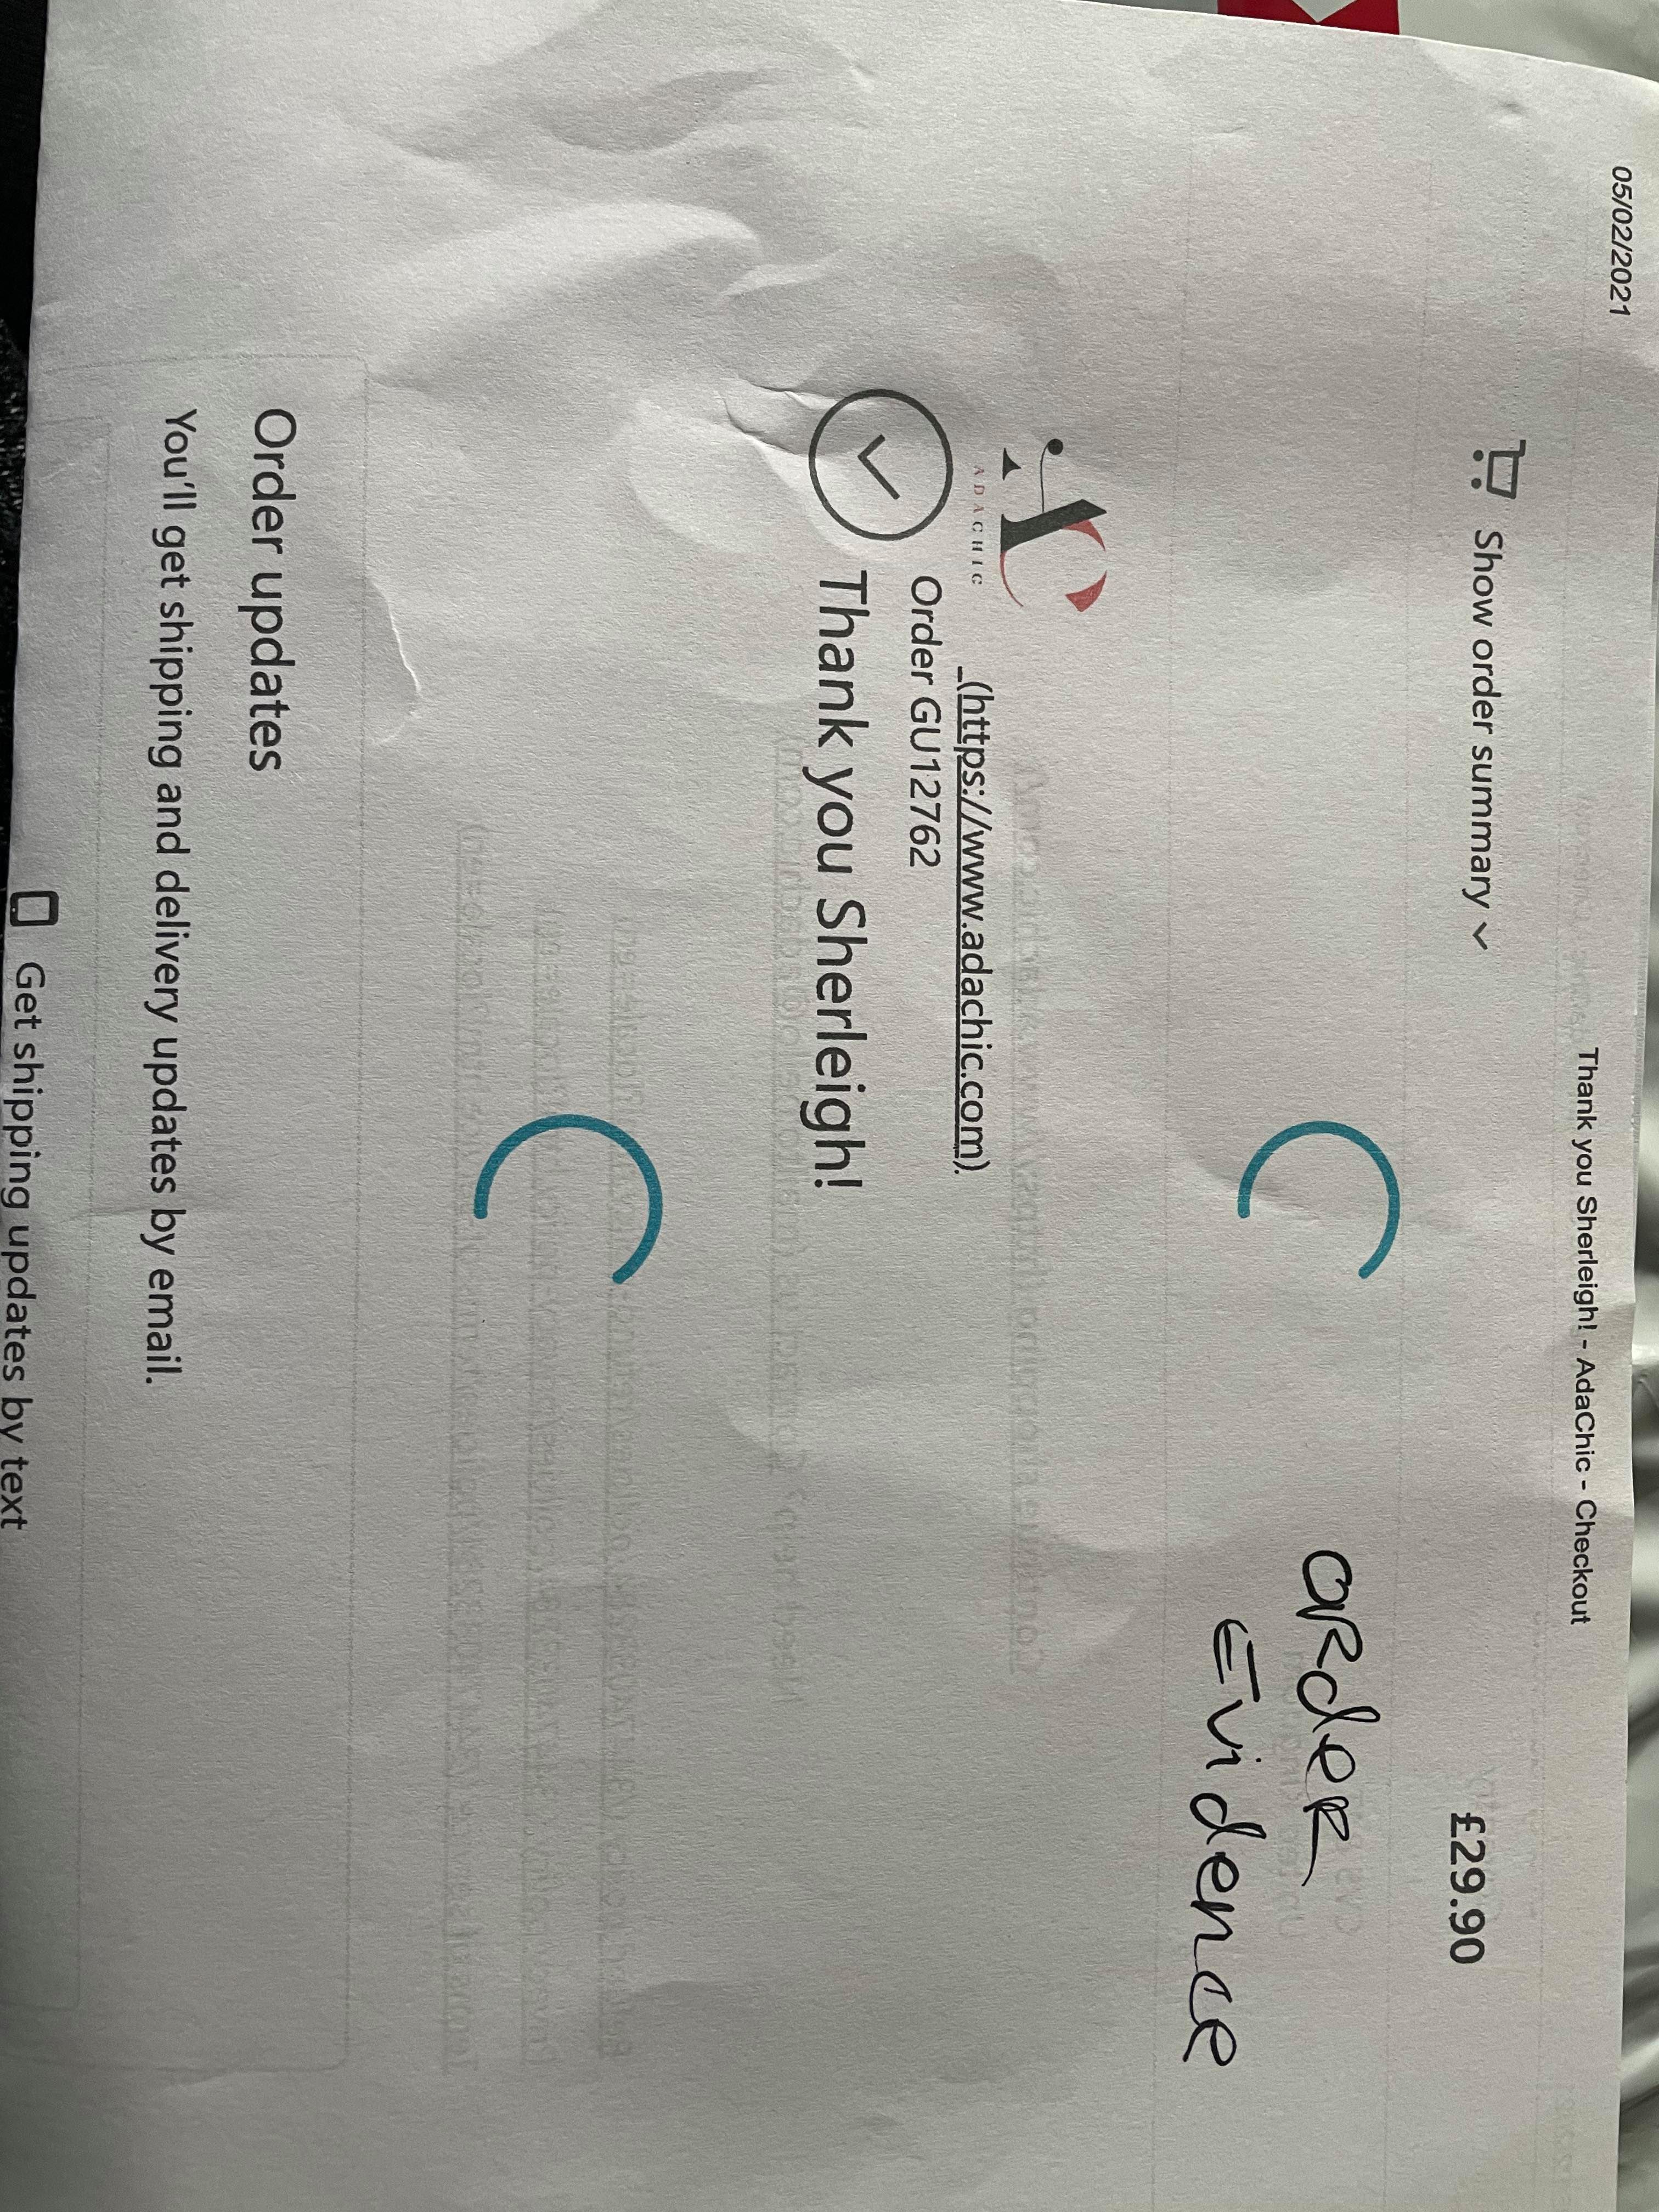 05/02/2021
Thank you Sherleigh! - AdaChic - Checkout
Show order summary
£29.90
Order
Evidence
AC
ADACHIC
(https://www.adachic.com)
Order GU12762
Thank you Sherleigh!
Order updates
You'll get shipping and delivery updates by email.
Get shipping updates by text